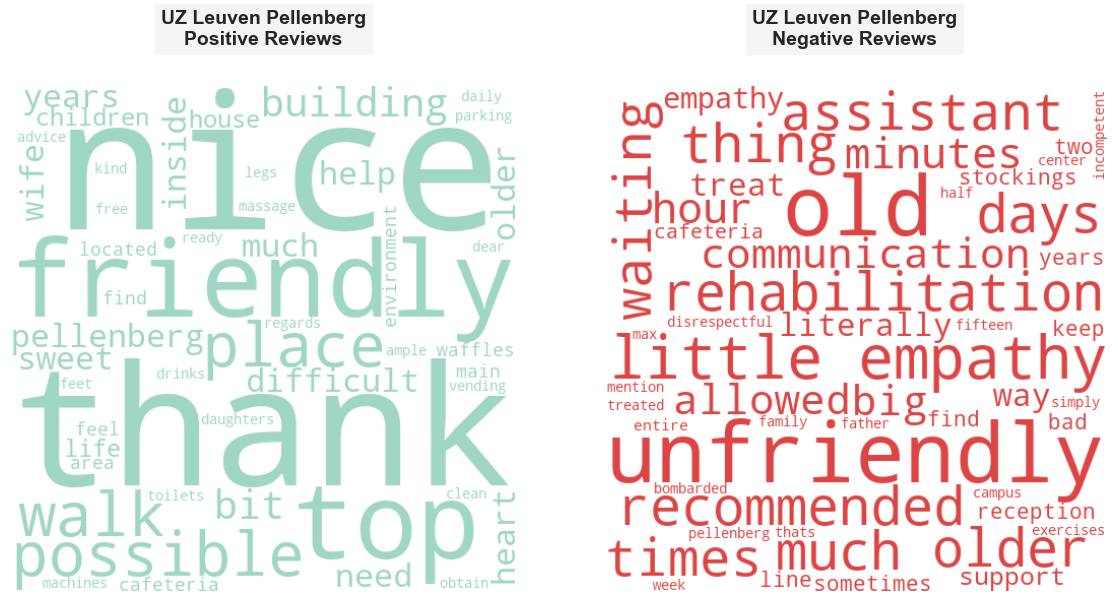 UZ Leuven Pellenberg
Positive Reviews
years
building
daily
parking
children
house
advice
inside
nice
kind
legs
help
wife
older
free
massage
ready
located
much
environment
dear
friendly
find
regards
pellenberg
place
ample
waffles
sweet
drinks
difficult
main
vending
feet
thank
daughters
feel
life
area
toilets
bit
clean
walk
top
heart
possible
need
machines
cafeteria
obtain
UZ Leuven Pellenberg
Negative Reviews
empathy
assistant
incompetent
waiting
thing
minutes
two
center
treat
old
half
stockings
hour
days
cafeteria
communication
years
rehabilitation
disrespectful
literally
fifteen
keep
max
little empathy
mention
treated
allowedbig
way
simply
entire
family
father
find
bad
unfriendly
bombarded
recommended
campus
reception
pellenberg
thats
exercises
times
much
older
week
line
sometimes
support